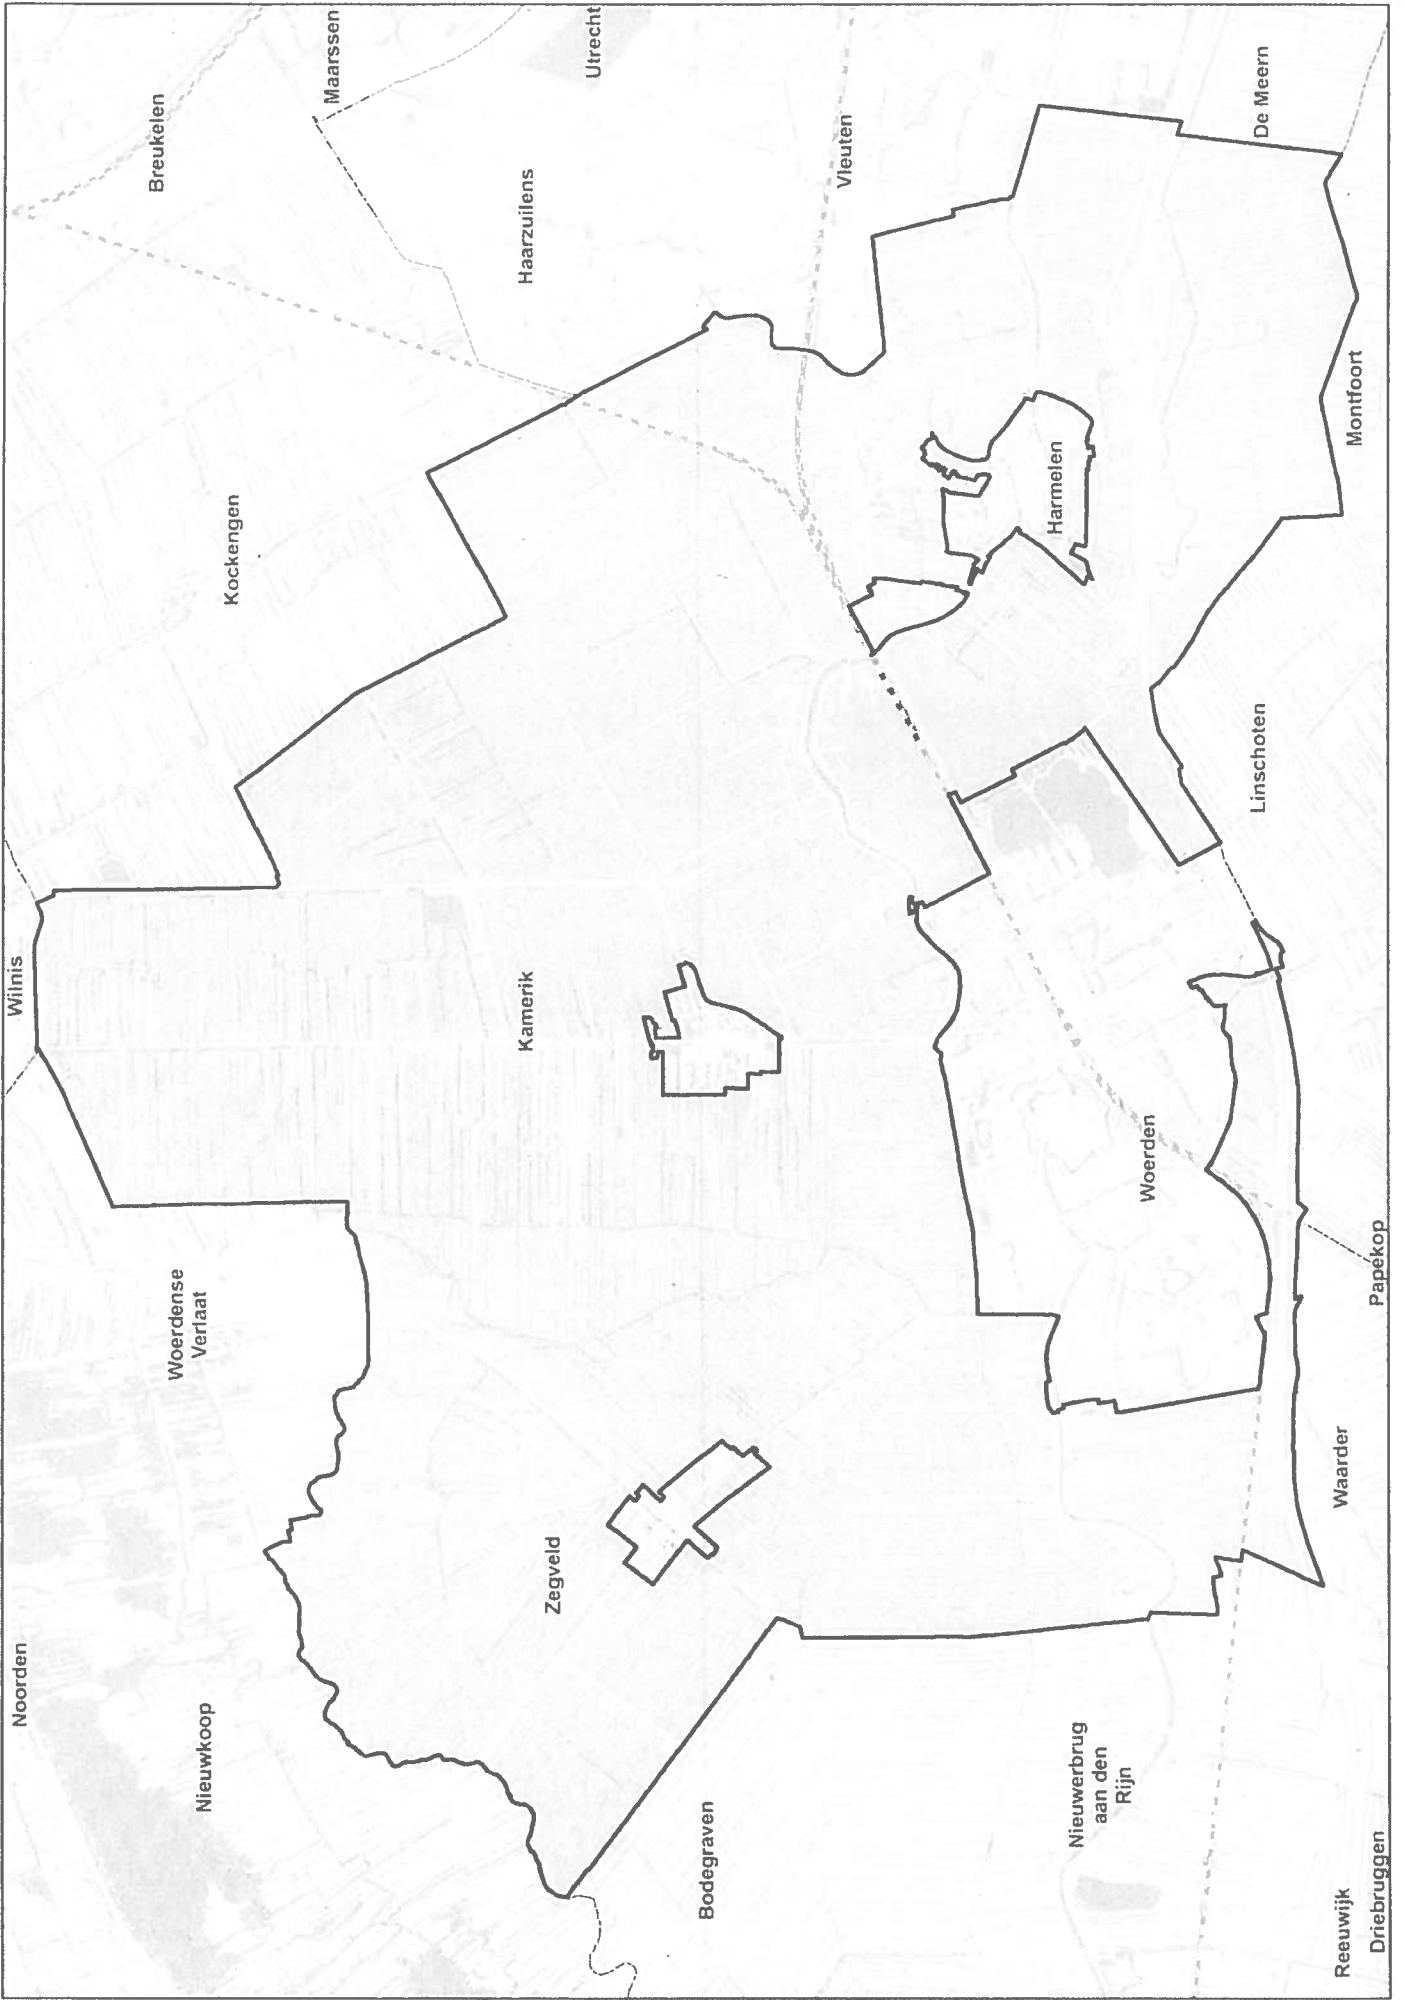 Noorden
Wilnis
Breukelen
Maarssen
Utrecht
Nieuwkoop
Woerdense
Verlaat
Kockengen
Haarzuilens
Vleuten
De Meern
Kamerik
Zegveld
Harmelen
Montfoort
Bodegraven
Woerden
Linschoten
Nieuwerbrug
aan den
Rijn
Waarder
Papekop
Reeuwijk
Driebruggen